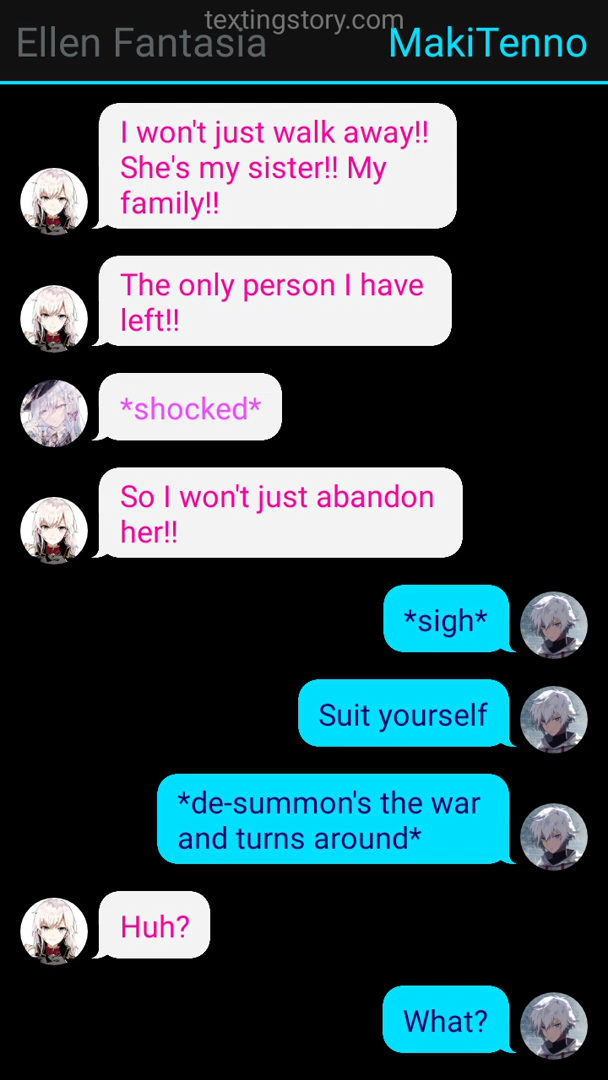 textingstory.com
Ellen Fantasia
MakiTenno
I won't just walk away!!
She's my sister!! My
family!!
The only person I have
left!!
*shocked*
So I won't just abandon
her!!
*sigh*
Suit yourself
*de-summon's the war
and turns around*
Huh?
What?